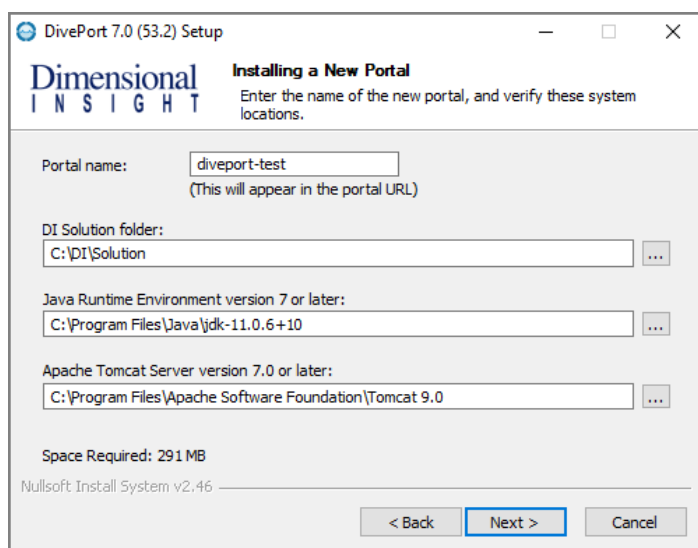 DivePort 7.0 (53.2) Setup
Dimensional
INSIGHT
Installing a New Portal
Enter the name of the new portal, and verify these system
locations.
Portal name:
diveport-test
(This will appear in the portal URL)
DI Solution folder:
C:\DI\Solution
...
Java Runtime Environment version 7 or later:
C:\Program Files\Java\jdk-11.0.6+10
...
Apache Tomcat Server version 7.0 or later:
C:\Program Files\Apache Software Foundation\Tomcat 9.0
...
Space Required: 291 MB
Nullsoft Install System v2.46
< Back
Next >
Cancel